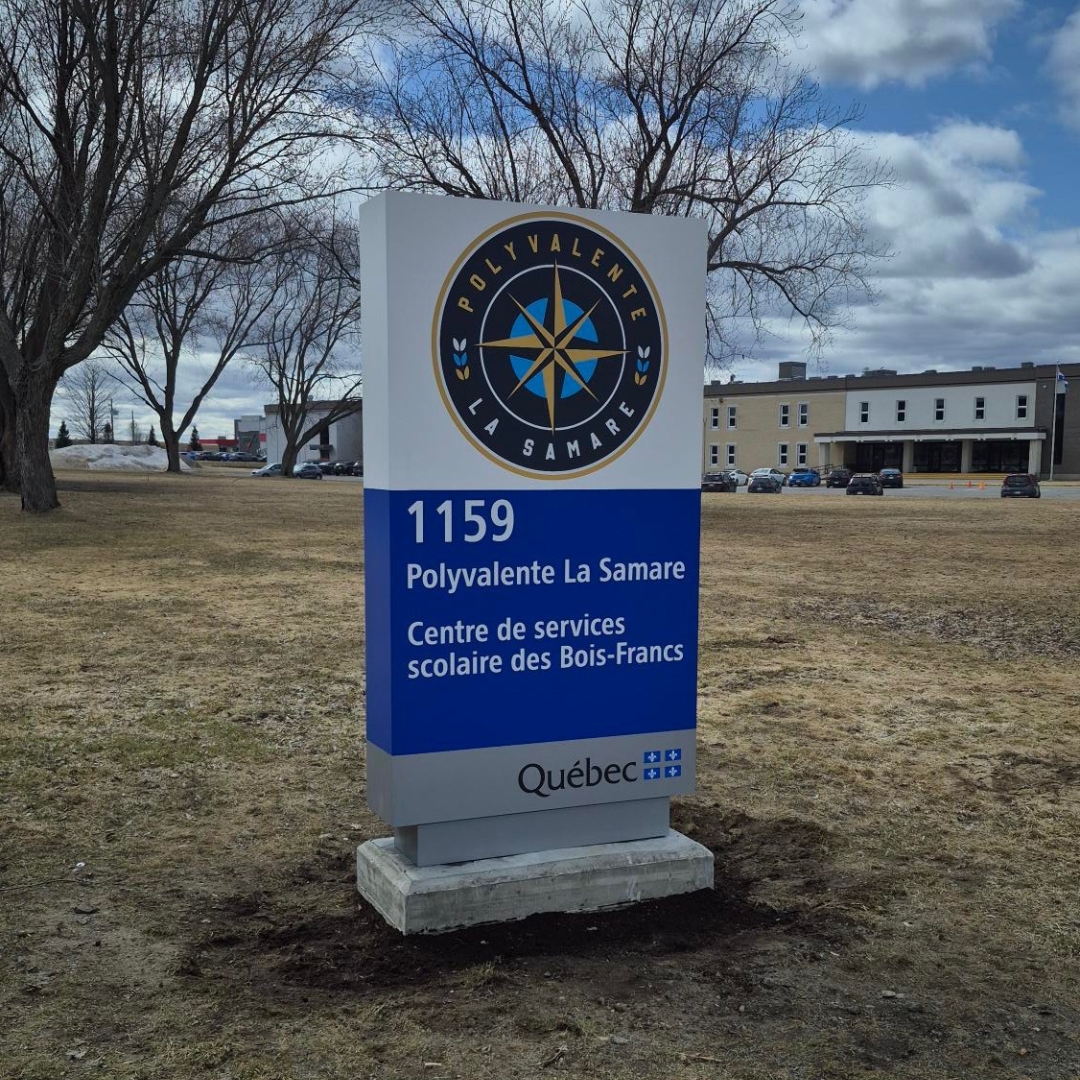 POLYVALENTE
LA SAMARE
1159
Polyvalente La Samare
Centre de services
scolaire des Bois-Francs
Québec